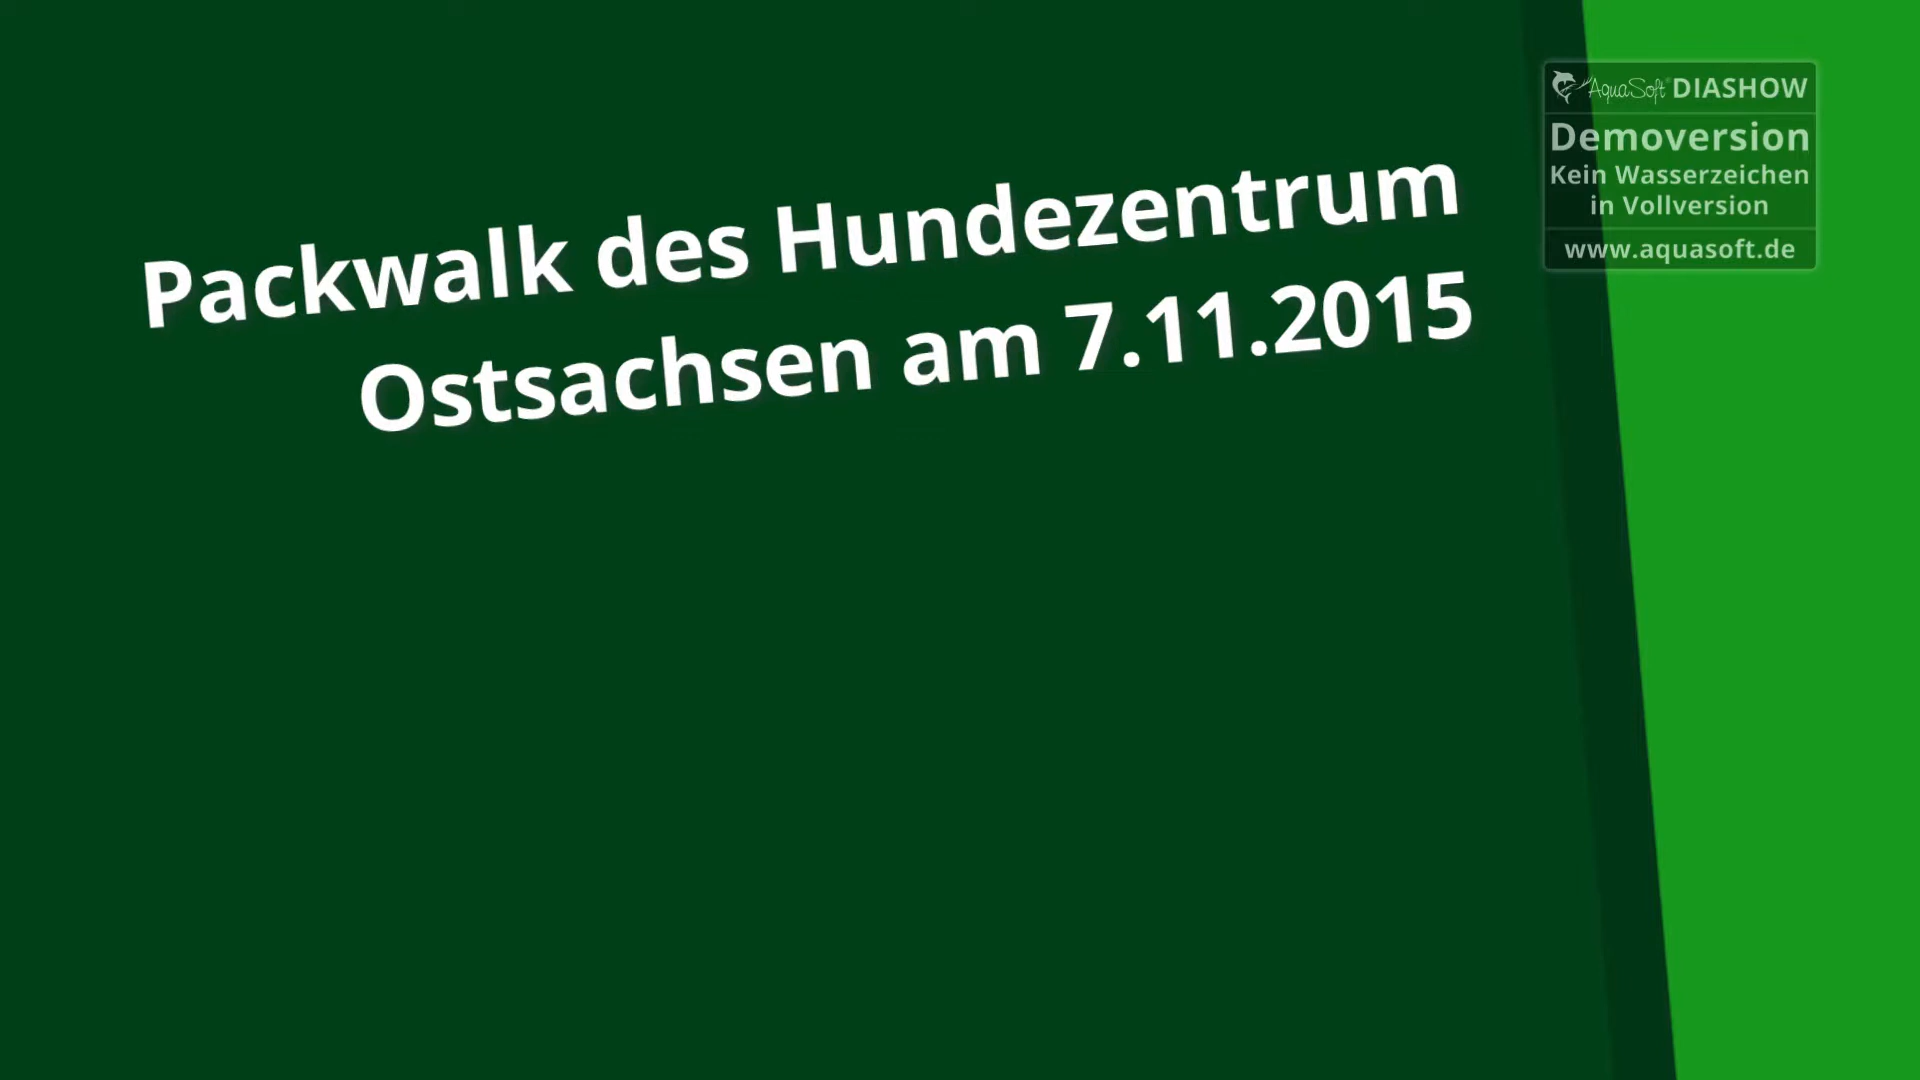 Packwalk des Hundezentrum
Ostsachsen am 7.11.2015
AquaSoft DIASHOW
Demoversion
Kein Wasserzeichen
in Vollversion
www.aquasoft.de